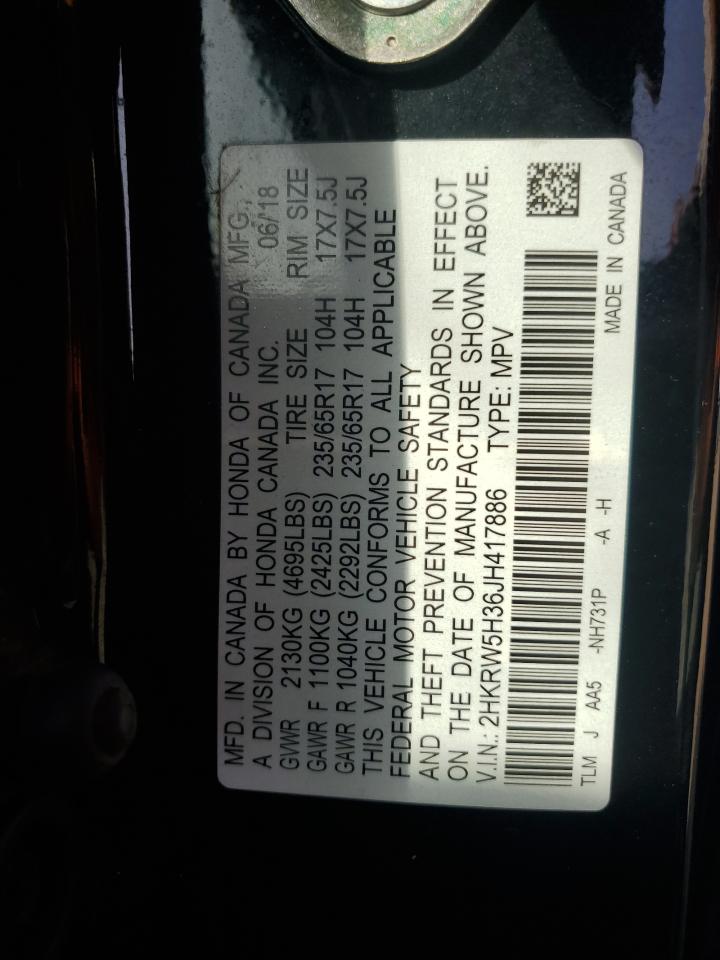 MFD. IN CANADA BY HONDA OF CANADA MFG.,
A DIVISION OF HONDA CANADA INC. 06/'18
GVWR 2130KG (4695LBS) TIRE SIZE RIM SIZE
GAWR F 1100KG (2425LBS) 235/65R17 104H 17X7.5J
GAWR R 1040KG (2292LBS) 235/65R17 104H 17X7.5J
THIS VEHICLE CONFORMS TO ALL APPLICABLE
FEDERAL MOTOR VEHICLE SAFETY
AND THEFT PREVENTION STANDARDS IN EFFECT
ON THE DATE OF MANUFACTURE SHOWN ABOVE.
V.I.N.: 2HKRW5H36JH417886 TYPE: MPV
TLM J AA5 -NH731P -A -H
MADE IN CANADA